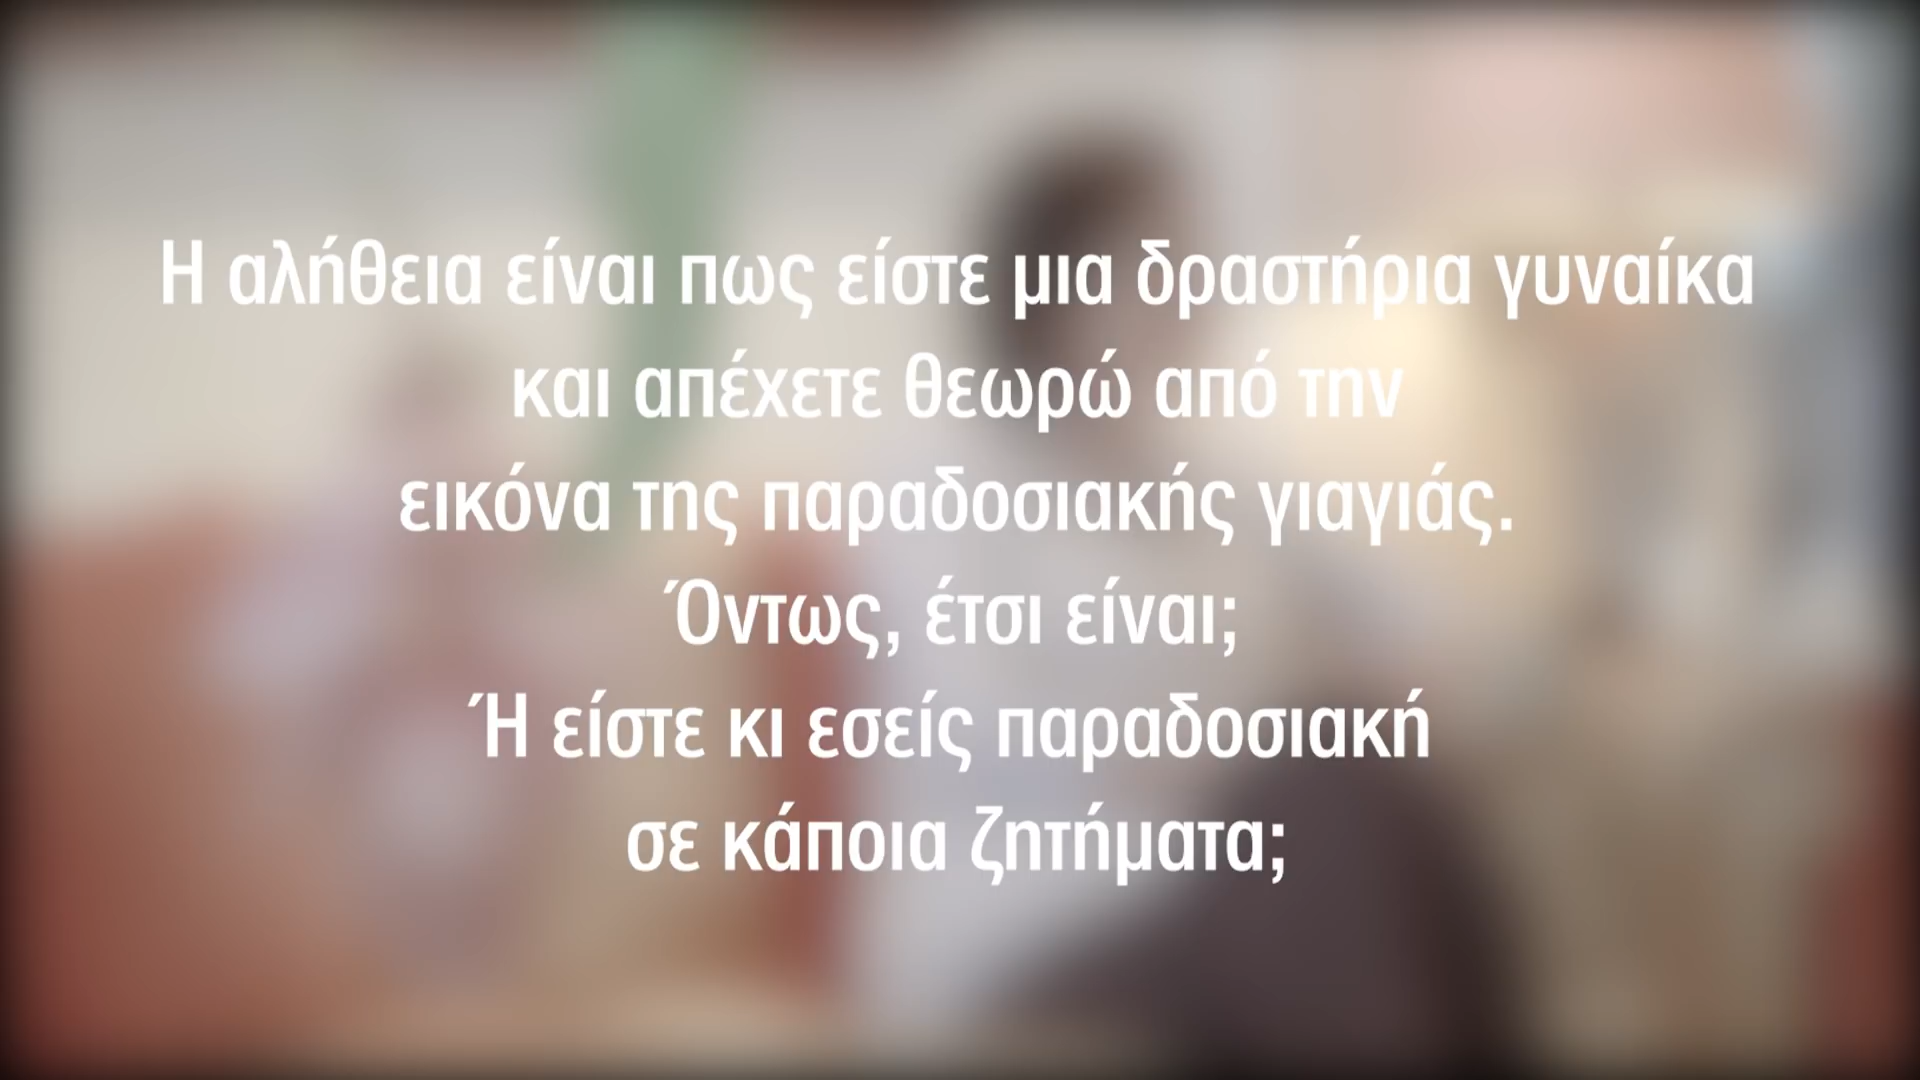 Η αλήθεια είναι πως είστε μια δραστήρια γυναίκα
και απέχετε θεωρώ από την
εικόνα της παραδοσιακής γιαγιάς.
Όντως, έτσι είναι;
Ή είστε κι εσείς παραδοσιακή
σε κάποια ζητήματα;